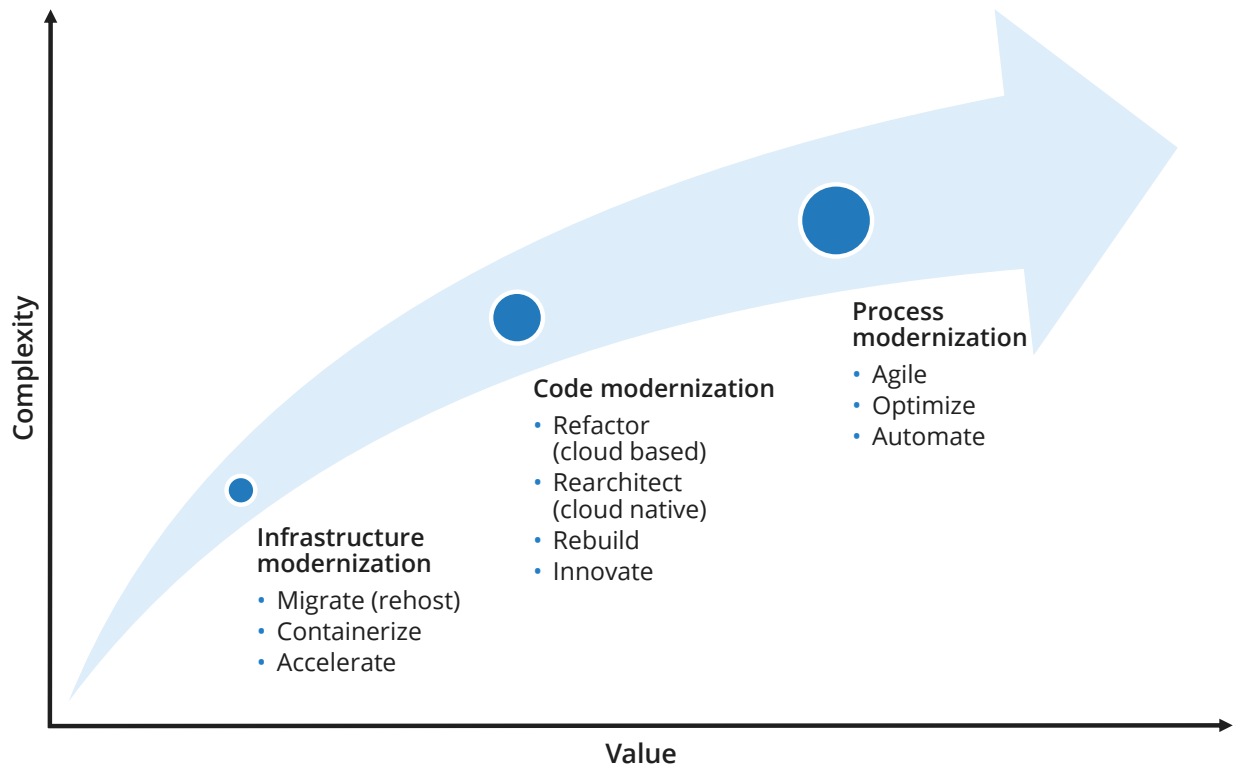 Complexity
Infrastructure
modernization
• Migrate (rehost)
• Containerize
• Accelerate
Code modernization
• Refactor
(cloud based)
• Rearchitect
(cloud native)
• Rebuild
• Innovate
Process
modernization
• Agile
• Optimize
• Automate
Value